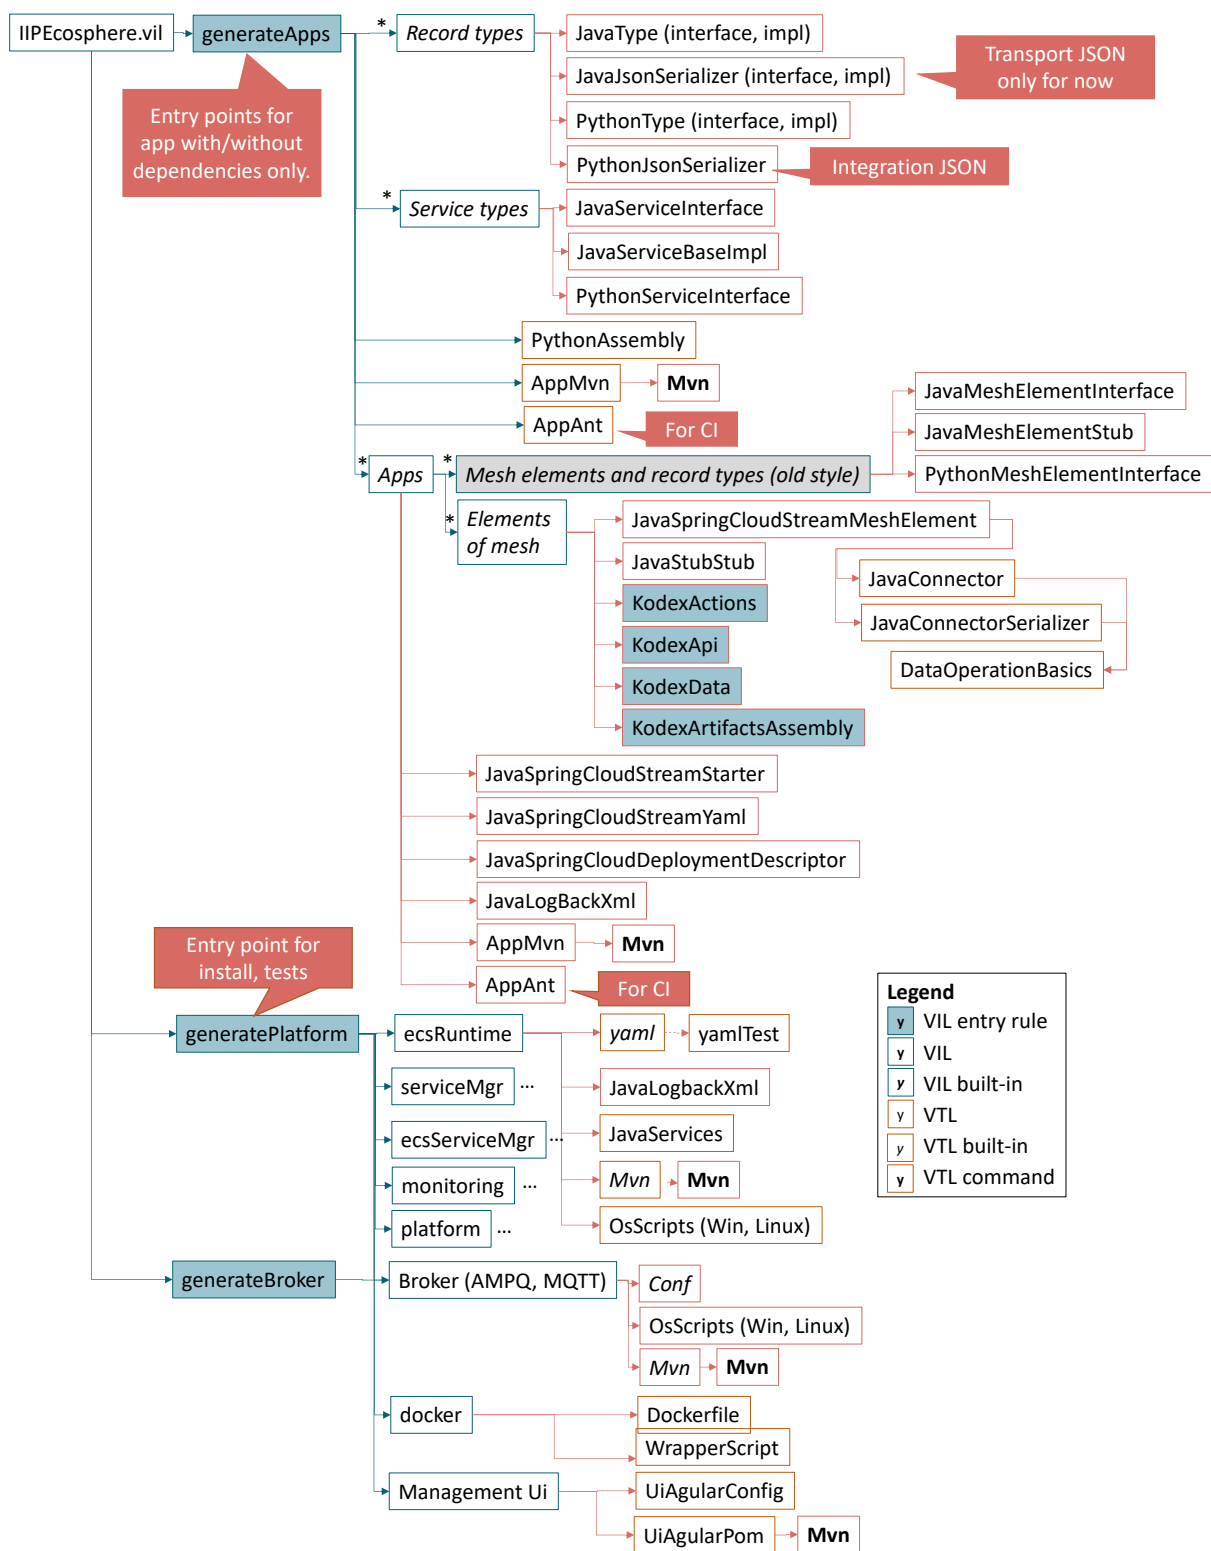 IIPEcosphere.vil
generateApps
*
Record types
JavaType (interface, impl)
JavaJsonSerializer (interface, impl)
Transport JSON
only for now
PythonType (interface, impl)
PythonJsonSerializer
Integration JSON
Entry points for
app with/without
dependencies only.
*
Service types
JavaServiceInterface
JavaServiceBaseImpl
PythonServiceInterface
PythonAssembly
AppMvn
Mvn
AppAnt
For CI
*
Apps
*
Mesh elements and record types (old style)
JavaMeshElementInterface
JavaMeshElementStub
PythonMeshElementInterface
*
Elements
of mesh
JavaSpringCloudStreamMeshElement
JavaStubStub
KodexActions
KodexApi
KodexData
KodexArtifactsAssembly
JavaConnector
JavaConnectorSerializer
DataOperationBasics
JavaSpringCloudStreamStarter
JavaSpringCloudStreamYaml
JavaSpringCloudDeploymentDescriptor
JavaLogBackXml
AppMvn
Mvn
AppAnt
For CI
Entry point for
install, tests
generatePlatform
ecsRuntime
yaml
yamlTest
serviceMgr ...
JavaLogbackXml
ecsServiceMgr ...
JavaServices
monitoring ...
Mvn
Mvn
platform ...
OsScripts (Win, Linux)
generateBroker
Broker (AMPQ, MQTT)
Conf
OsScripts (Win, Linux)
Mvn
Mvn
docker
Dockerfile
WrapperScript
Management Ui
UiAgularConfig
UiAgularPom
Mvn
Legend
y VIL entry rule
y VIL
y VIL built-in
y VTL
y VTL built-in
y VTL command